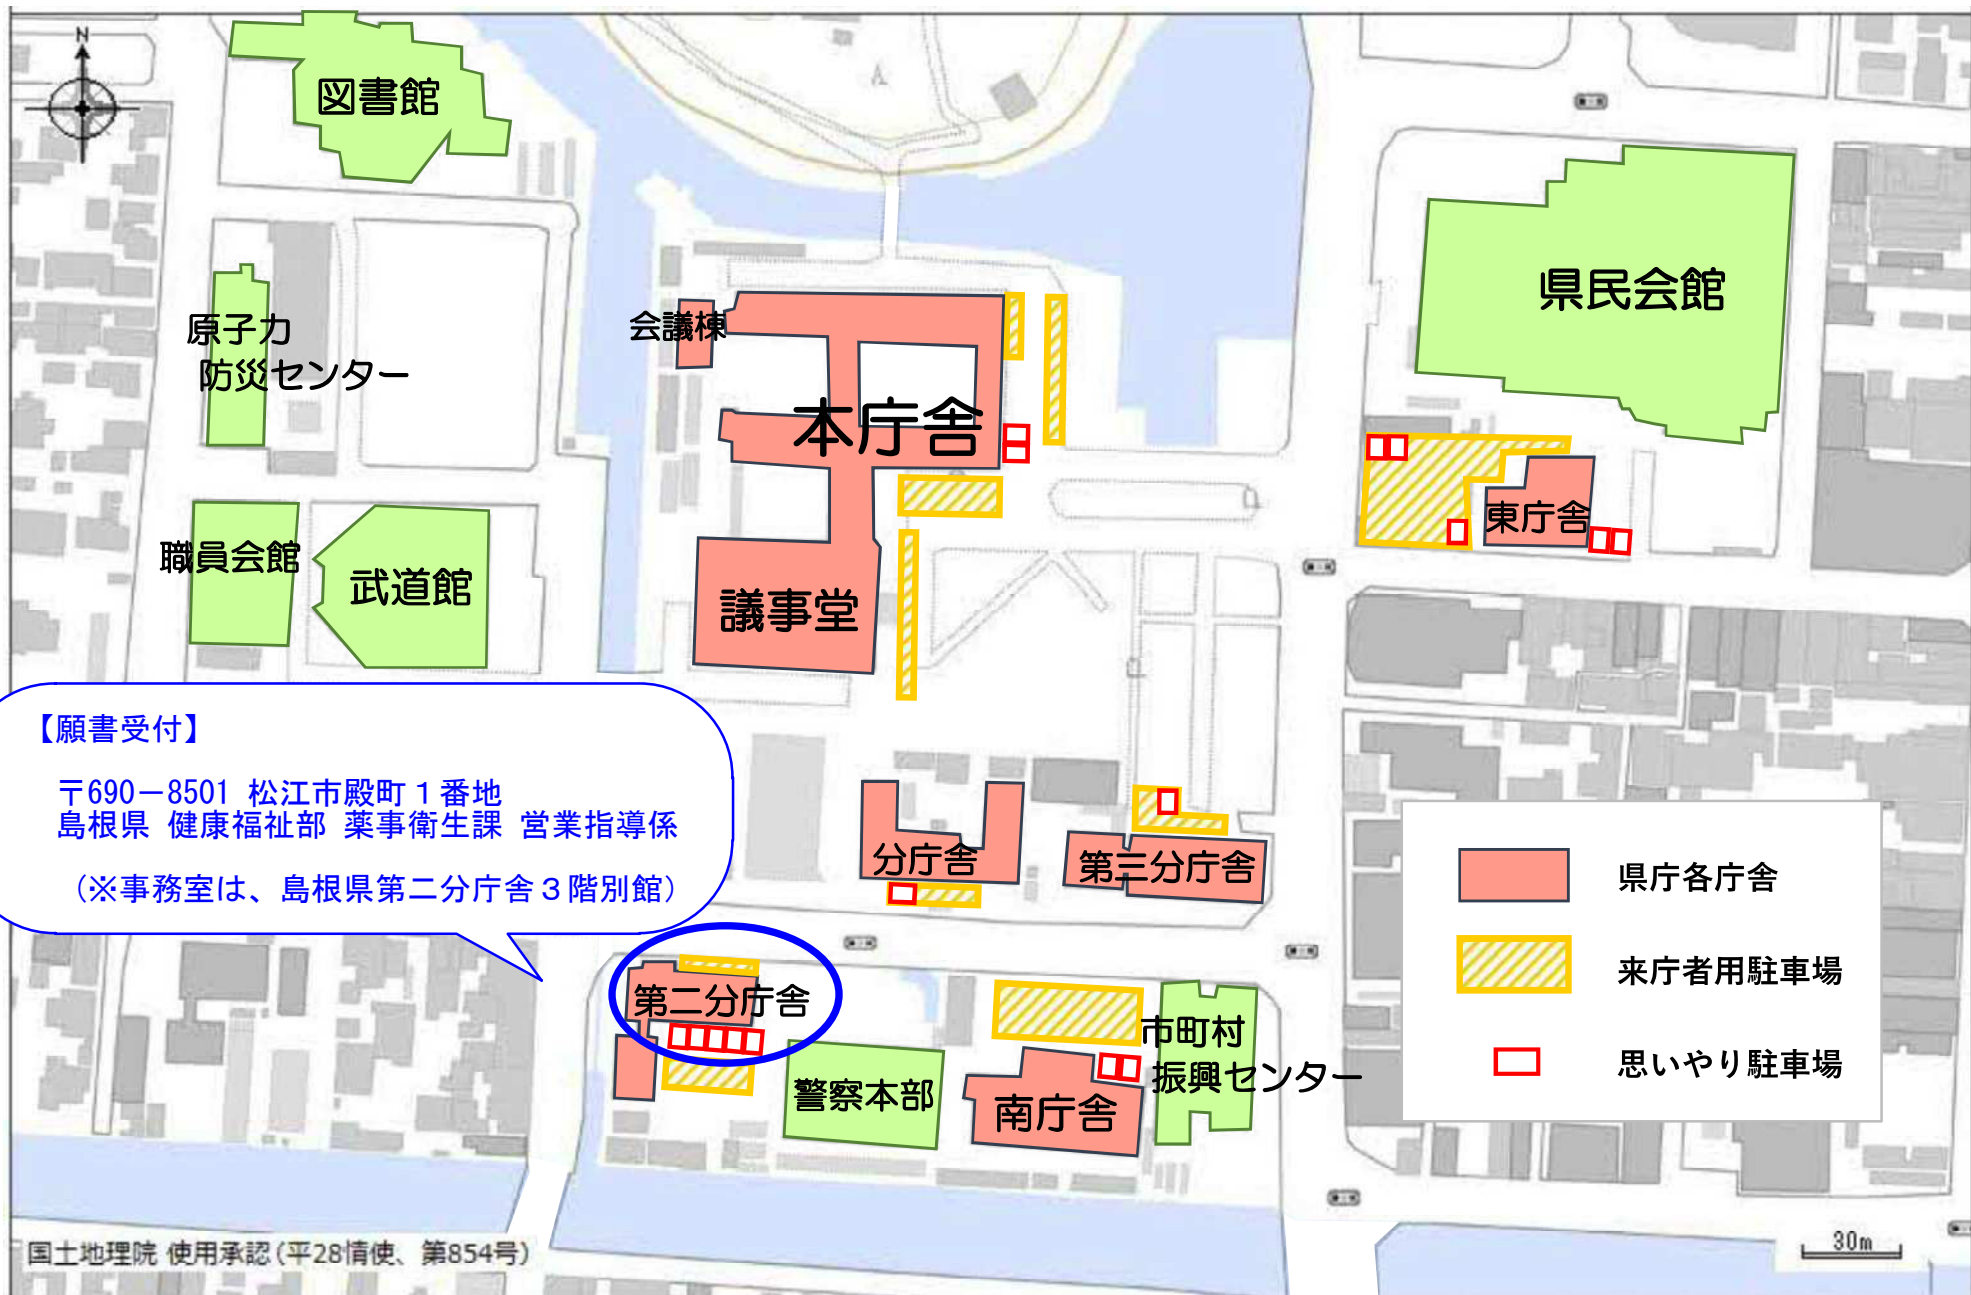 N
図書館
県民会館
原子力
防災センター
会議棟
本庁舎
東庁舎
職員会館
武道館
議事堂
【願書受付】
〒690－8501 松江市殿町１番地
島根県 健康福祉部 薬事衛生課 営業指導係
（※事務室は、島根県第二分庁舎３階別館）
分庁舎
第三分庁舎
県庁各庁舎
来庁者用駐車場
思いやり駐車場
第二分庁舎
市町村
振興センター
警察本部
南庁舎
国土地理院 使用承認（平28情使、第854号）
30m